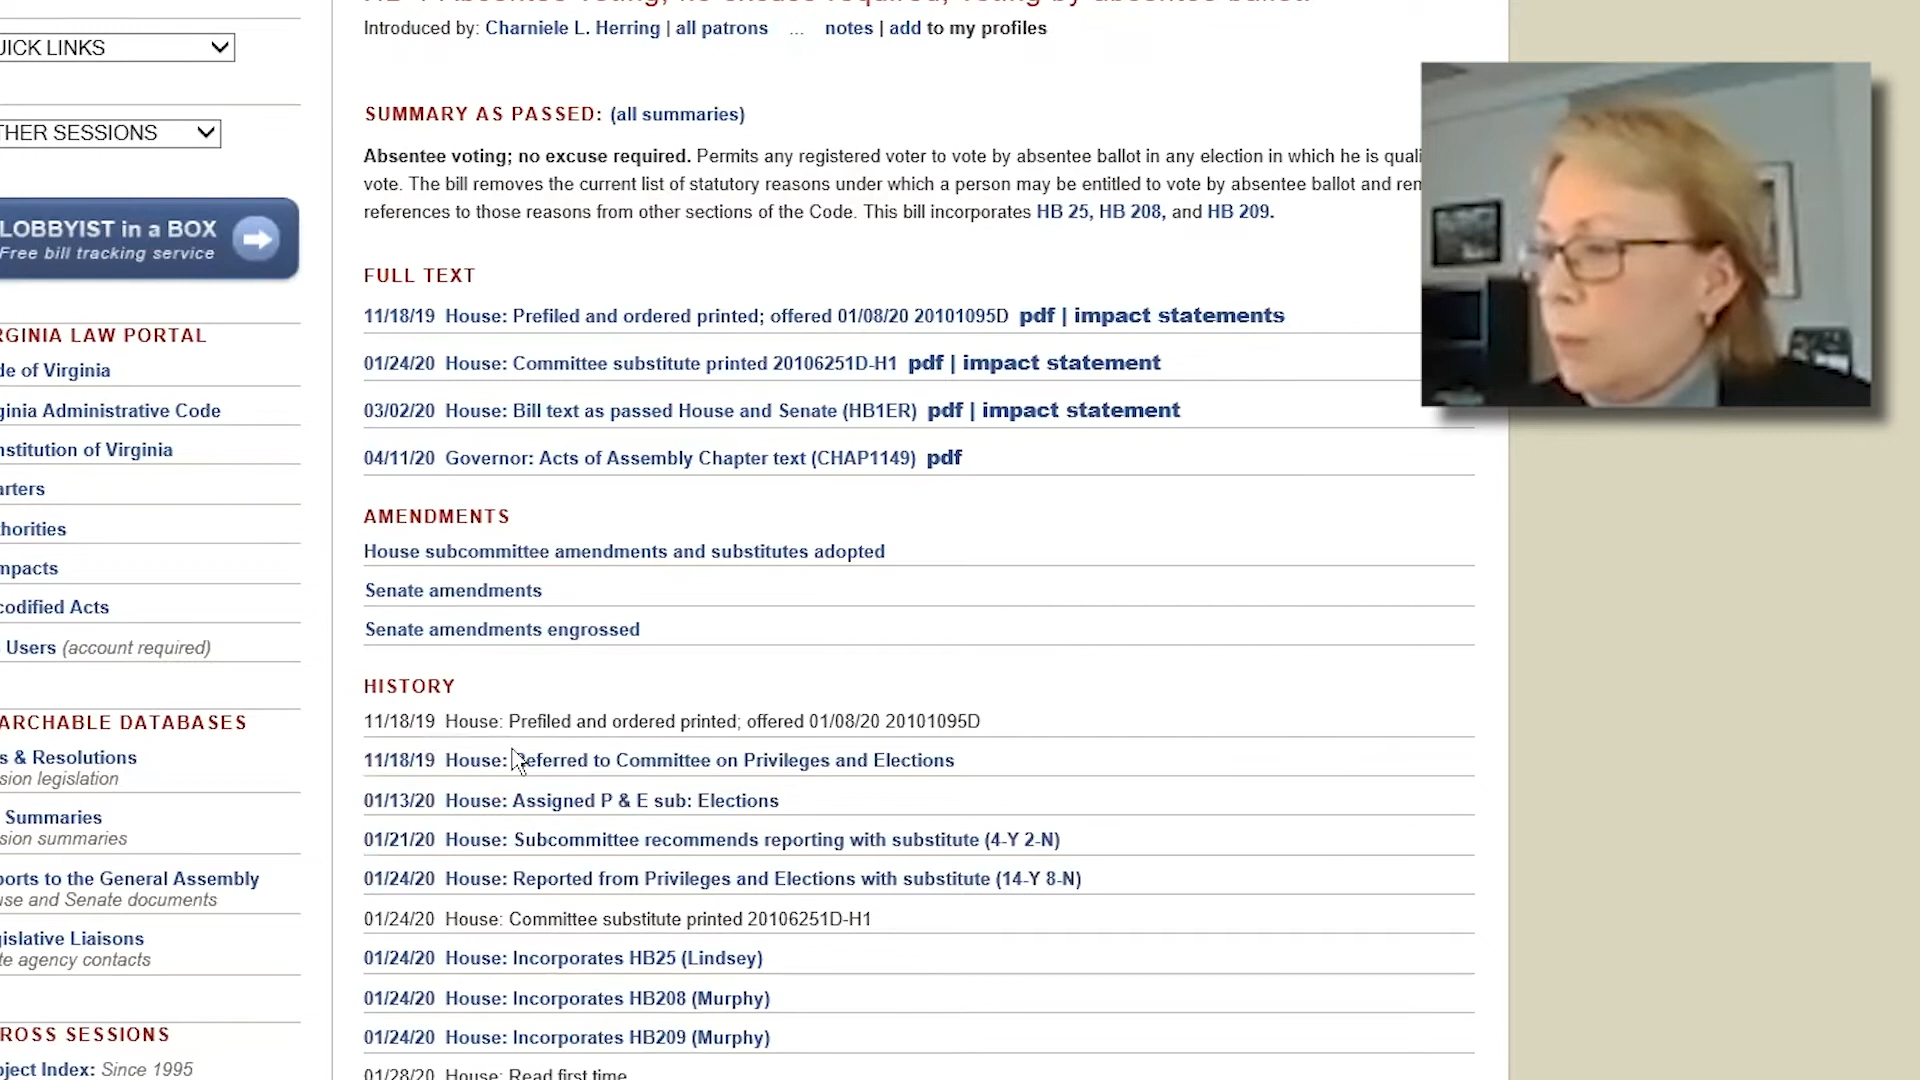 Introduced by: Charniele L. Herring | all patrons ... notes | add to my profiles
UICK LINKS
SUMMARY AS PASSED: (all summaries)
THER SESSIONS
Absentee voting; no excuse required. Permits any registered voter to vote by absentee ballot in any election in which he is quali
vote. The bill removes the current list of statutory reasons under which a person may be entitled to vote by absentee ballot and
references to those reasons from other sections of the Code. This bill incorporates HB 25, HB 208, and HB 209.
LOBBYIST in a BOX
Free bill tracking service
FULL TEXT
11/18/19 House: Prefiled and ordered printed; offered 01/08/20 20101095D pdf | impact statements
RGINIA LAW PORTAL
01/24/20 House: Committee substitute printed 20106251D-H1 pdf | impact statement
de of Virginia
03/02/20 House: Bill text as passed House and Senate (HB1ER) pdf | impact statement
ginia Administrative Code
nstitution of Virginia
04/11/20 Governor: Acts of Assembly Chapter text (CHAP1149) pdf
arters
AMENDMENTS
horities
House subcommittee amendments and substitutes adopted
mpacts
Senate amendments
codified Acts
Senate amendments engrossed
Users (account required)
HISTORY
11/18/19 House: Prefiled and ordered printed; offered 01/08/20 20101095D
ARCHABLE DATABASES
11/18/19 House: Referred to Committee on Privileges and Elections
s & Resolutions
sion legislation
01/13/20 House: Assigned P & E sub: Elections
Summaries
sion summaries
01/21/20 House: Subcommittee recommends reporting with substitute (4-Y 2-N)
01/24/20 House: Reported from Privileges and Elections with substitute (14-Y 8-N)
ports to the General Assembly
use and Senate documents
01/24/20 House: Committee substitute printed 20106251D-H1
gislative Liaisons
te agency contacts
01/24/20 House: Incorporates HB25 (Lindsey)
01/24/20 House: Incorporates HB208 (Murphy)
ROSS SESSIONS
01/24/20 House: Incorporates HB209 (Murphy)
bject Index: Since 1995
01/28/20 House: Read first time